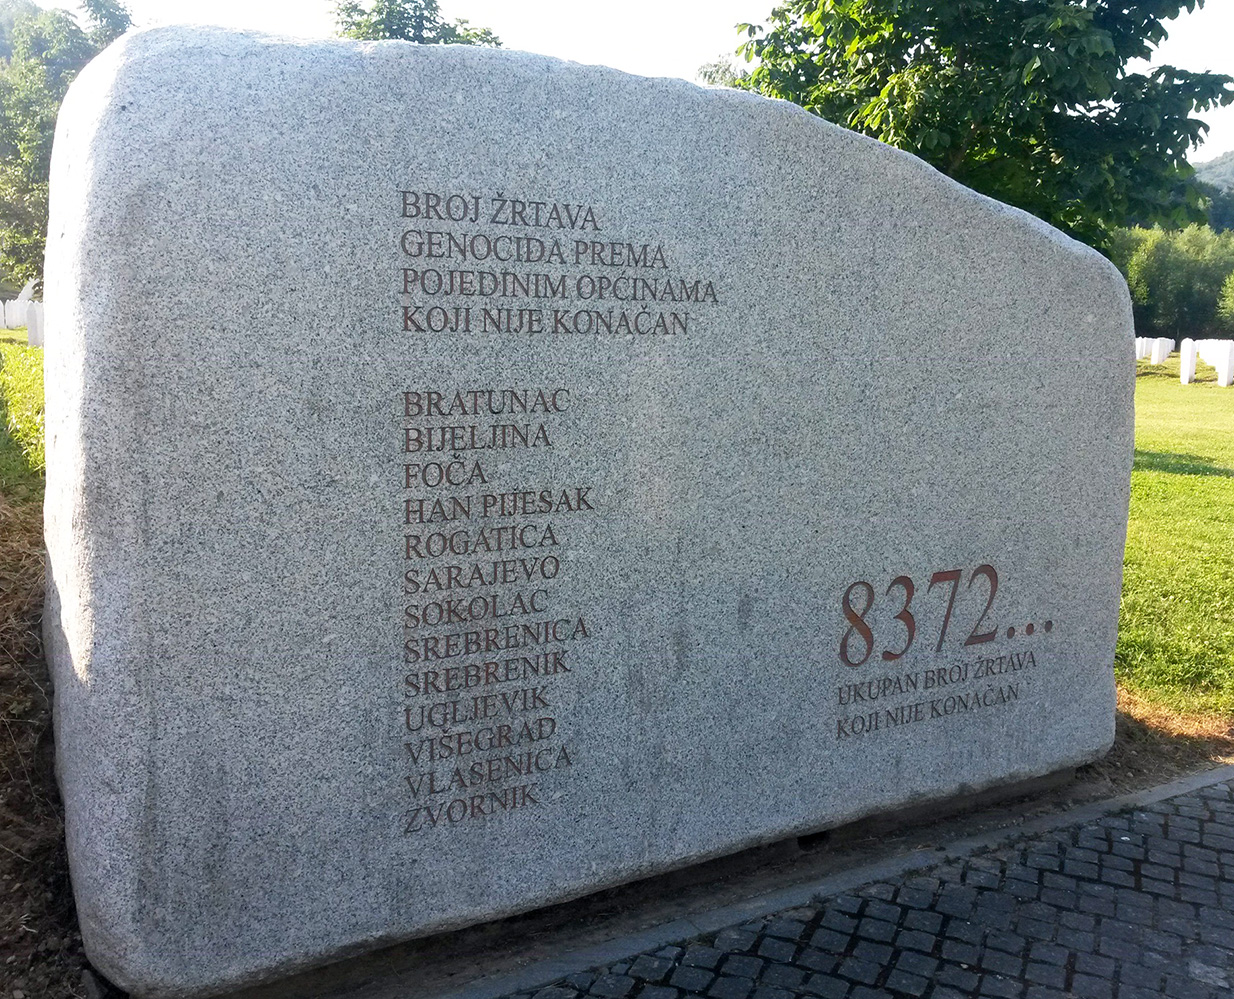 BROJ ŽRTAVA
GENOCIDA PREMA
POJEDINIM OPĆINAMA
KOJI NIJE KONAČAN
BRATUNAC
BIJELJINA
FOČA
HAN PIJESAK
ROGATICA
SARAJEVO
SOKOLAC
SREBRENICA
SREBRENIK
UGLJEVIK
VIŠEGRAD
VLASENICA
ZVORNIK
8372...
UKUPAN BROJ ŽRTAVA
KOJI NIJE KONAČAN